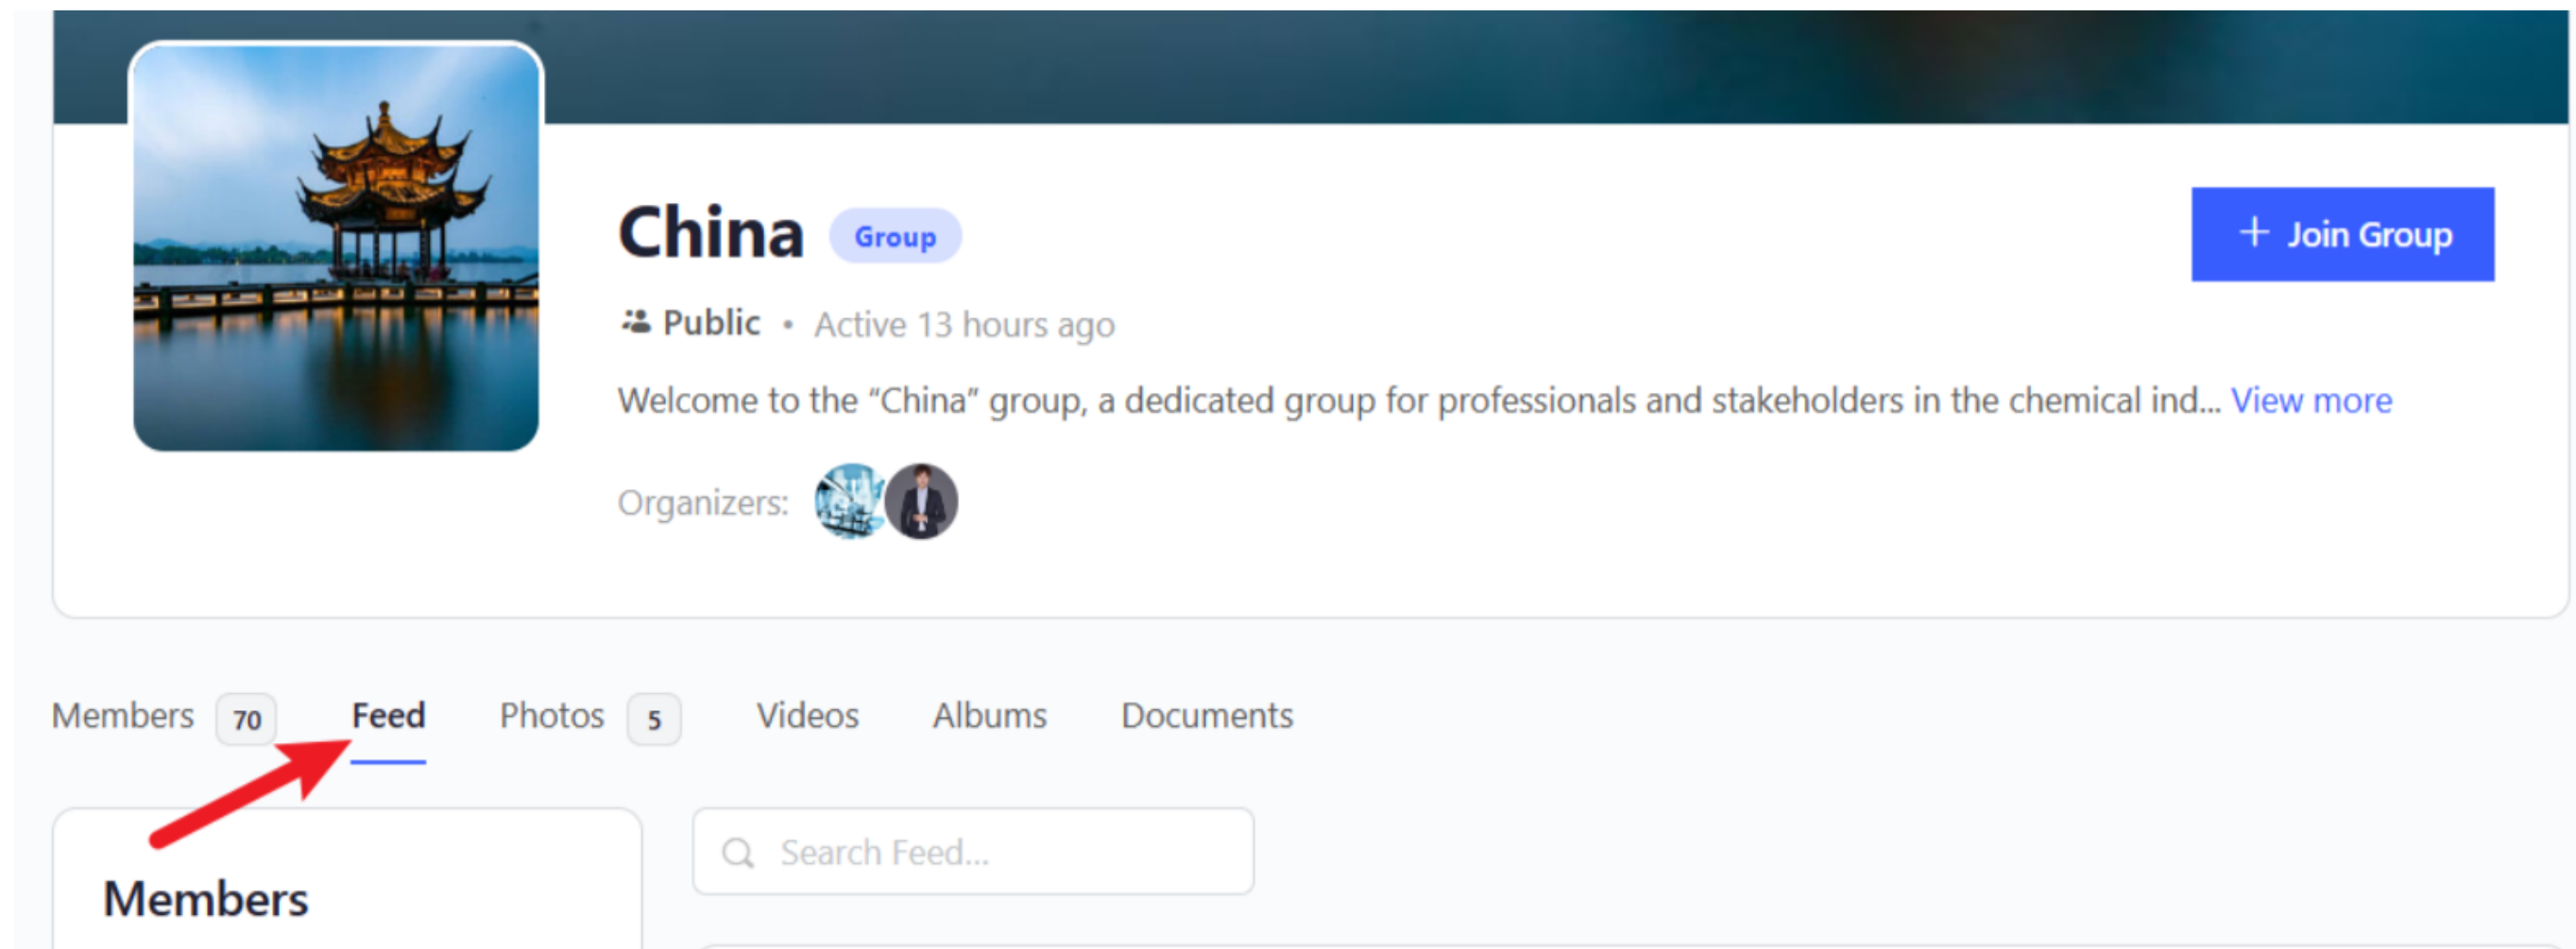 China Group
+ Join Group
Public • Active 13 hours ago
Welcome to the “China” group, a dedicated group for professionals and stakeholders in the chemical ind... View more
Organizers:
Members 70 Feed Photos 5 Videos Albums Documents
Search Feed...
Members